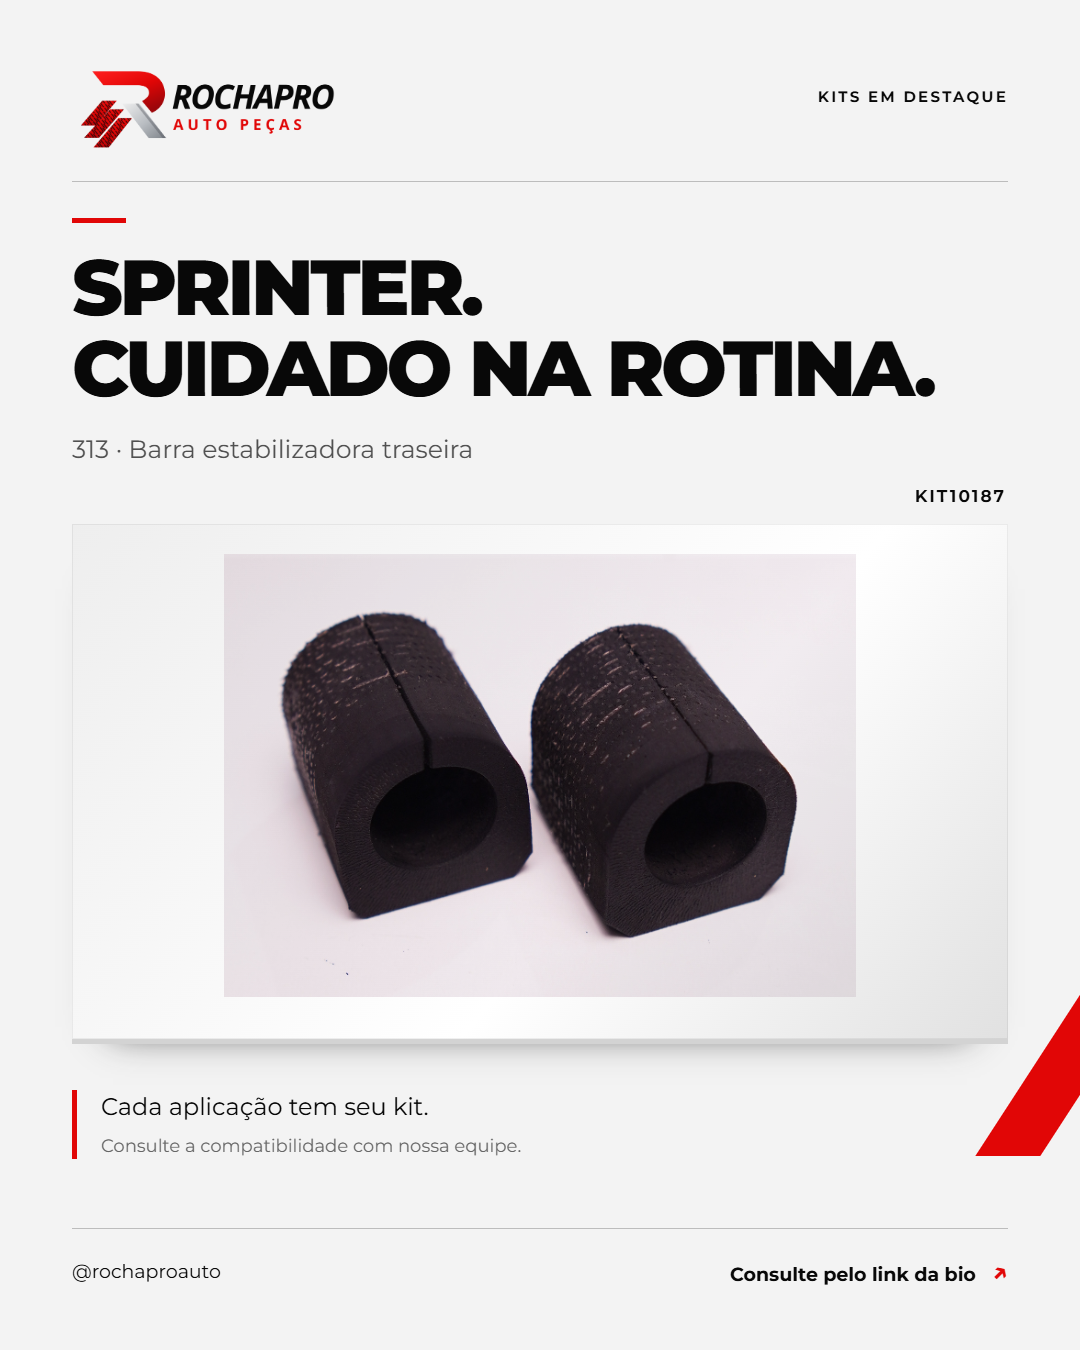 ROCHAPRO
AUTO PEÇAS
KITS EM DESTAQUE
SPRINTER.
CUIDADO NA ROTINA.
313 · Barra estabilizadora traseira
KIT10187
Cada aplicação tem seu kit.
Consulte a compatibilidade com nossa equipe.
@rochaproauto
Consulte pelo link da bio